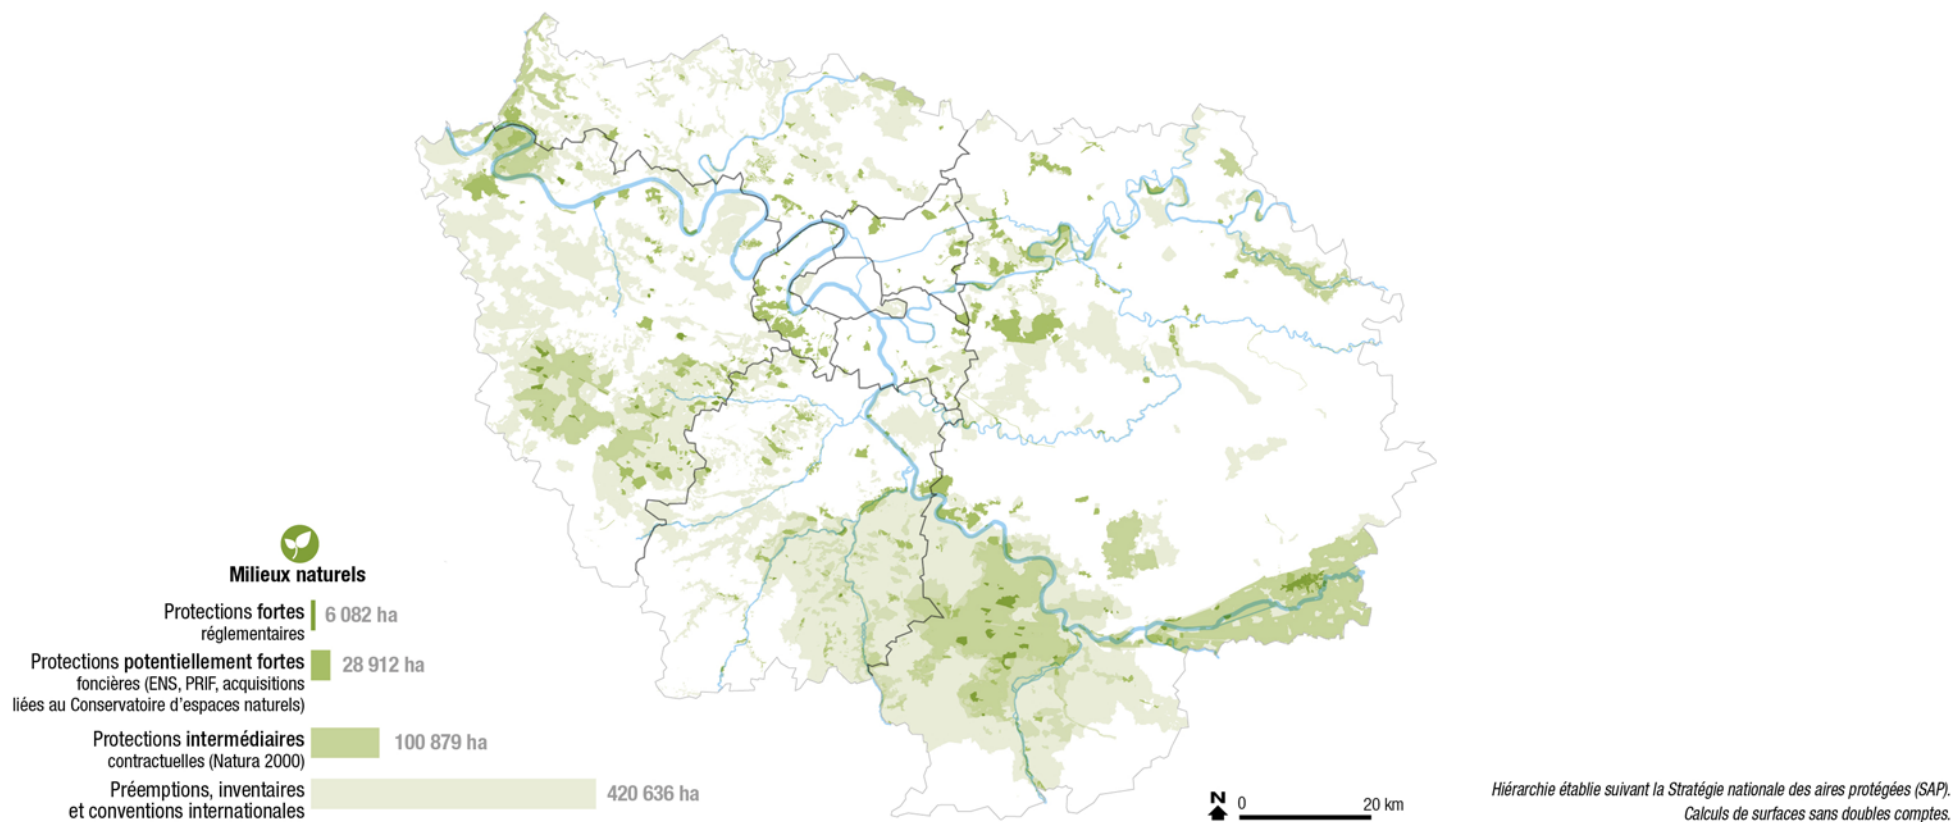 Milieux naturels
Protections fortes
réglementaires
6 082 ha
Protections potentiellement fortes
foncières (ENS, PRIF, acquisitions
liées au Conservatoire d'espaces naturels)
28 912 ha
Protections intermédiaires
contractuelles (Natura 2000)
100 879 ha
Préemptions, inventaires
et conventions internationales
420 636 ha
N
0
20 km
Hiérarchie établie suivant la Stratégie nationale des aires protégées (SAP).
Calculs de surfaces sans doubles comptes.